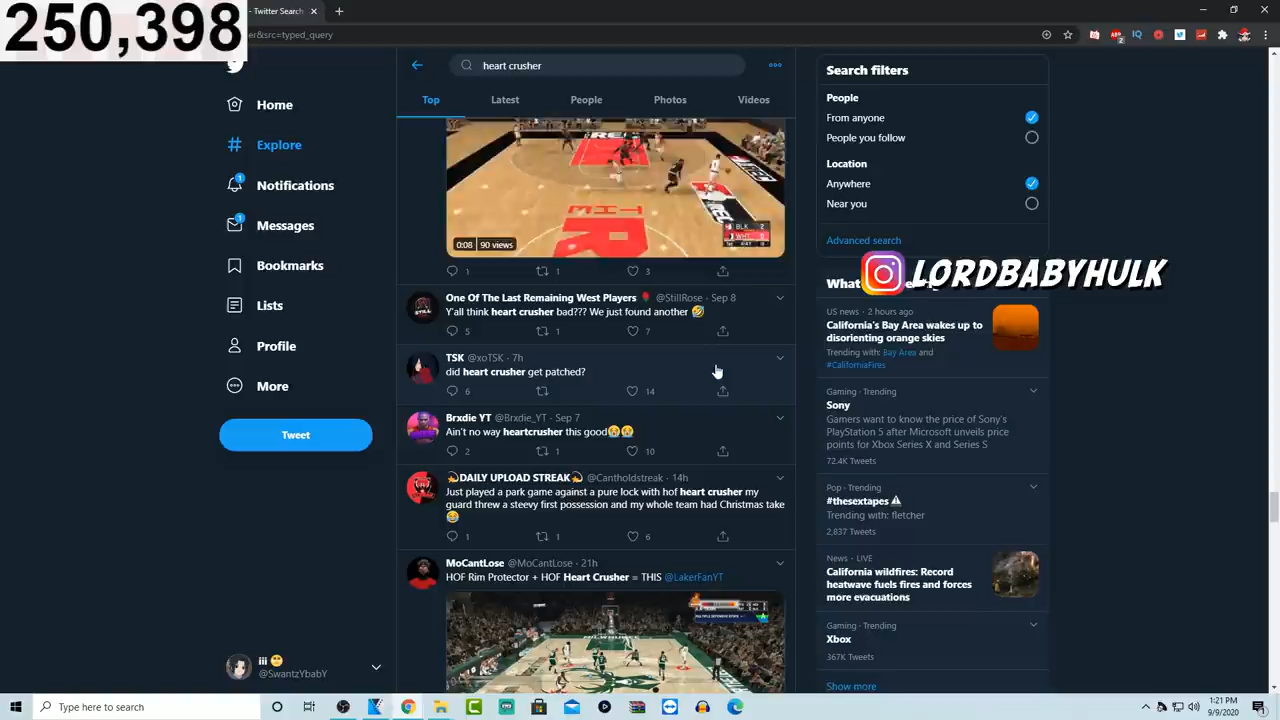 250,398
- Twitter Search
er&src=typed_query
heart crusher
Home
Explore
Notifications
1
Messages
1
Bookmarks
Lists
Profile
More
Tweet
iii
@SwantzYbabY
Top
Latest
People
Photos
Videos
0:08
90 views
BLK 2
1
1
3
One Of The Last Remaining West Players 🌹 @StillRose · Sep 8
Y'all think heart crusher bad??? We just found another 🤣
5
1
7
TSK @xoTSK · 7h
did heart crusher get patched?
6
14
Brxdie YT @Brxdie_YT · Sep 7
Ain't no way heartcrusher this good😭😭
2
1
10
💫DAILY UPLOAD STREAK💫 @Cantholdstreak · 14h
Just played a park game against a pure lock with hof heart crusher my
guard threw a steevy first possession and my whole team had Christmas take
😂
1
1
6
MoCantLose @MoCantLose · 21h
HOF Rim Protector + HOF Heart Crusher = THIS @LakerFanYT
Search filters
People
From anyone
People you follow
Location
Anywhere
Near you
Advanced search
LORDBABYHULK
US news · 2 hours ago
California's Bay Area wakes up to
disorienting orange skies
Trending with: Bay Area and
#CaliforniaFires
Gaming · Trending
Sony
Gamers want to know the price of Sony's
PlayStation 5 after Microsoft unveils price
points for Xbox Series X and Series S
72.4K Tweets
Pop · Trending
#thesextapes ⚠
Trending with: fletcher
2,837 Tweets
News · LIVE
California wildfires: Record
heatwave fuels fires and forces
more evacuations
Gaming · Trending
Xbox
367K Tweets
Show more
Type here to search
1:21 PM
9/9/2020